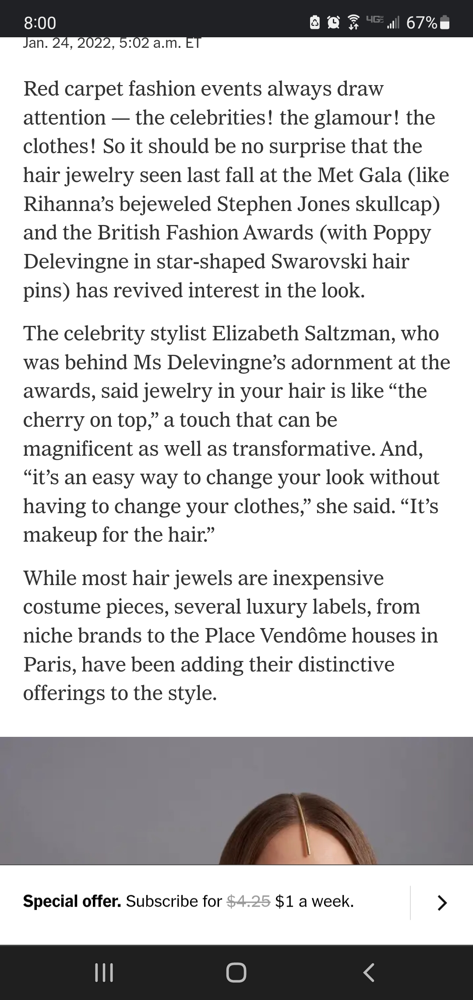 8:00
4G LTE 67%
Jan. 24, 2022, 5:02 a.m. ET
Red carpet fashion events always draw
attention — the celebrities! the glamour! the
clothes! So it should be no surprise that the
hair jewelry seen last fall at the Met Gala (like
Rihanna’s bejeweled Stephen Jones skullcap)
and the British Fashion Awards (with Poppy
Delevingne in star-shaped Swarovski hair
pins) has revived interest in the look.
The celebrity stylist Elizabeth Saltzman, who
was behind Ms Delevingne’s adornment at the
awards, said jewelry in your hair is like “the
cherry on top,” a touch that can be
magnificent as well as transformative. And,
“it’s an easy way to change your look without
having to change your clothes,” she said. “It’s
makeup for the hair.”
While most hair jewels are inexpensive
costume pieces, several luxury labels, from
niche brands to the Place Vendôme houses in
Paris, have been adding their distinctive
offerings to the style.
Special offer. Subscribe for $4.25 $1 a week.